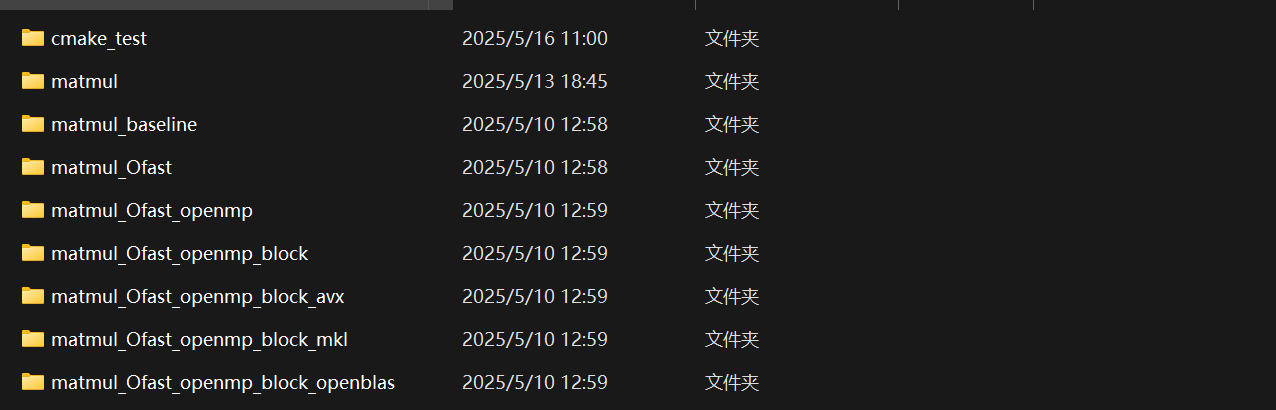 cmake_test 2025/5/16 11:00 文件夹
matmul 2025/5/13 18:45 文件夹
matmul_baseline 2025/5/10 12:58 文件夹
matmul_Ofast 2025/5/10 12:58 文件夹
matmul_Ofast_openmp 2025/5/10 12:59 文件夹
matmul_Ofast_openmp_block 2025/5/10 12:59 文件夹
matmul_Ofast_openmp_block_avx 2025/5/10 12:59 文件夹
matmul_Ofast_openmp_block_mkl 2025/5/10 12:59 文件夹
matmul_Ofast_openmp_block_openblas 2025/5/10 12:59 文件夹